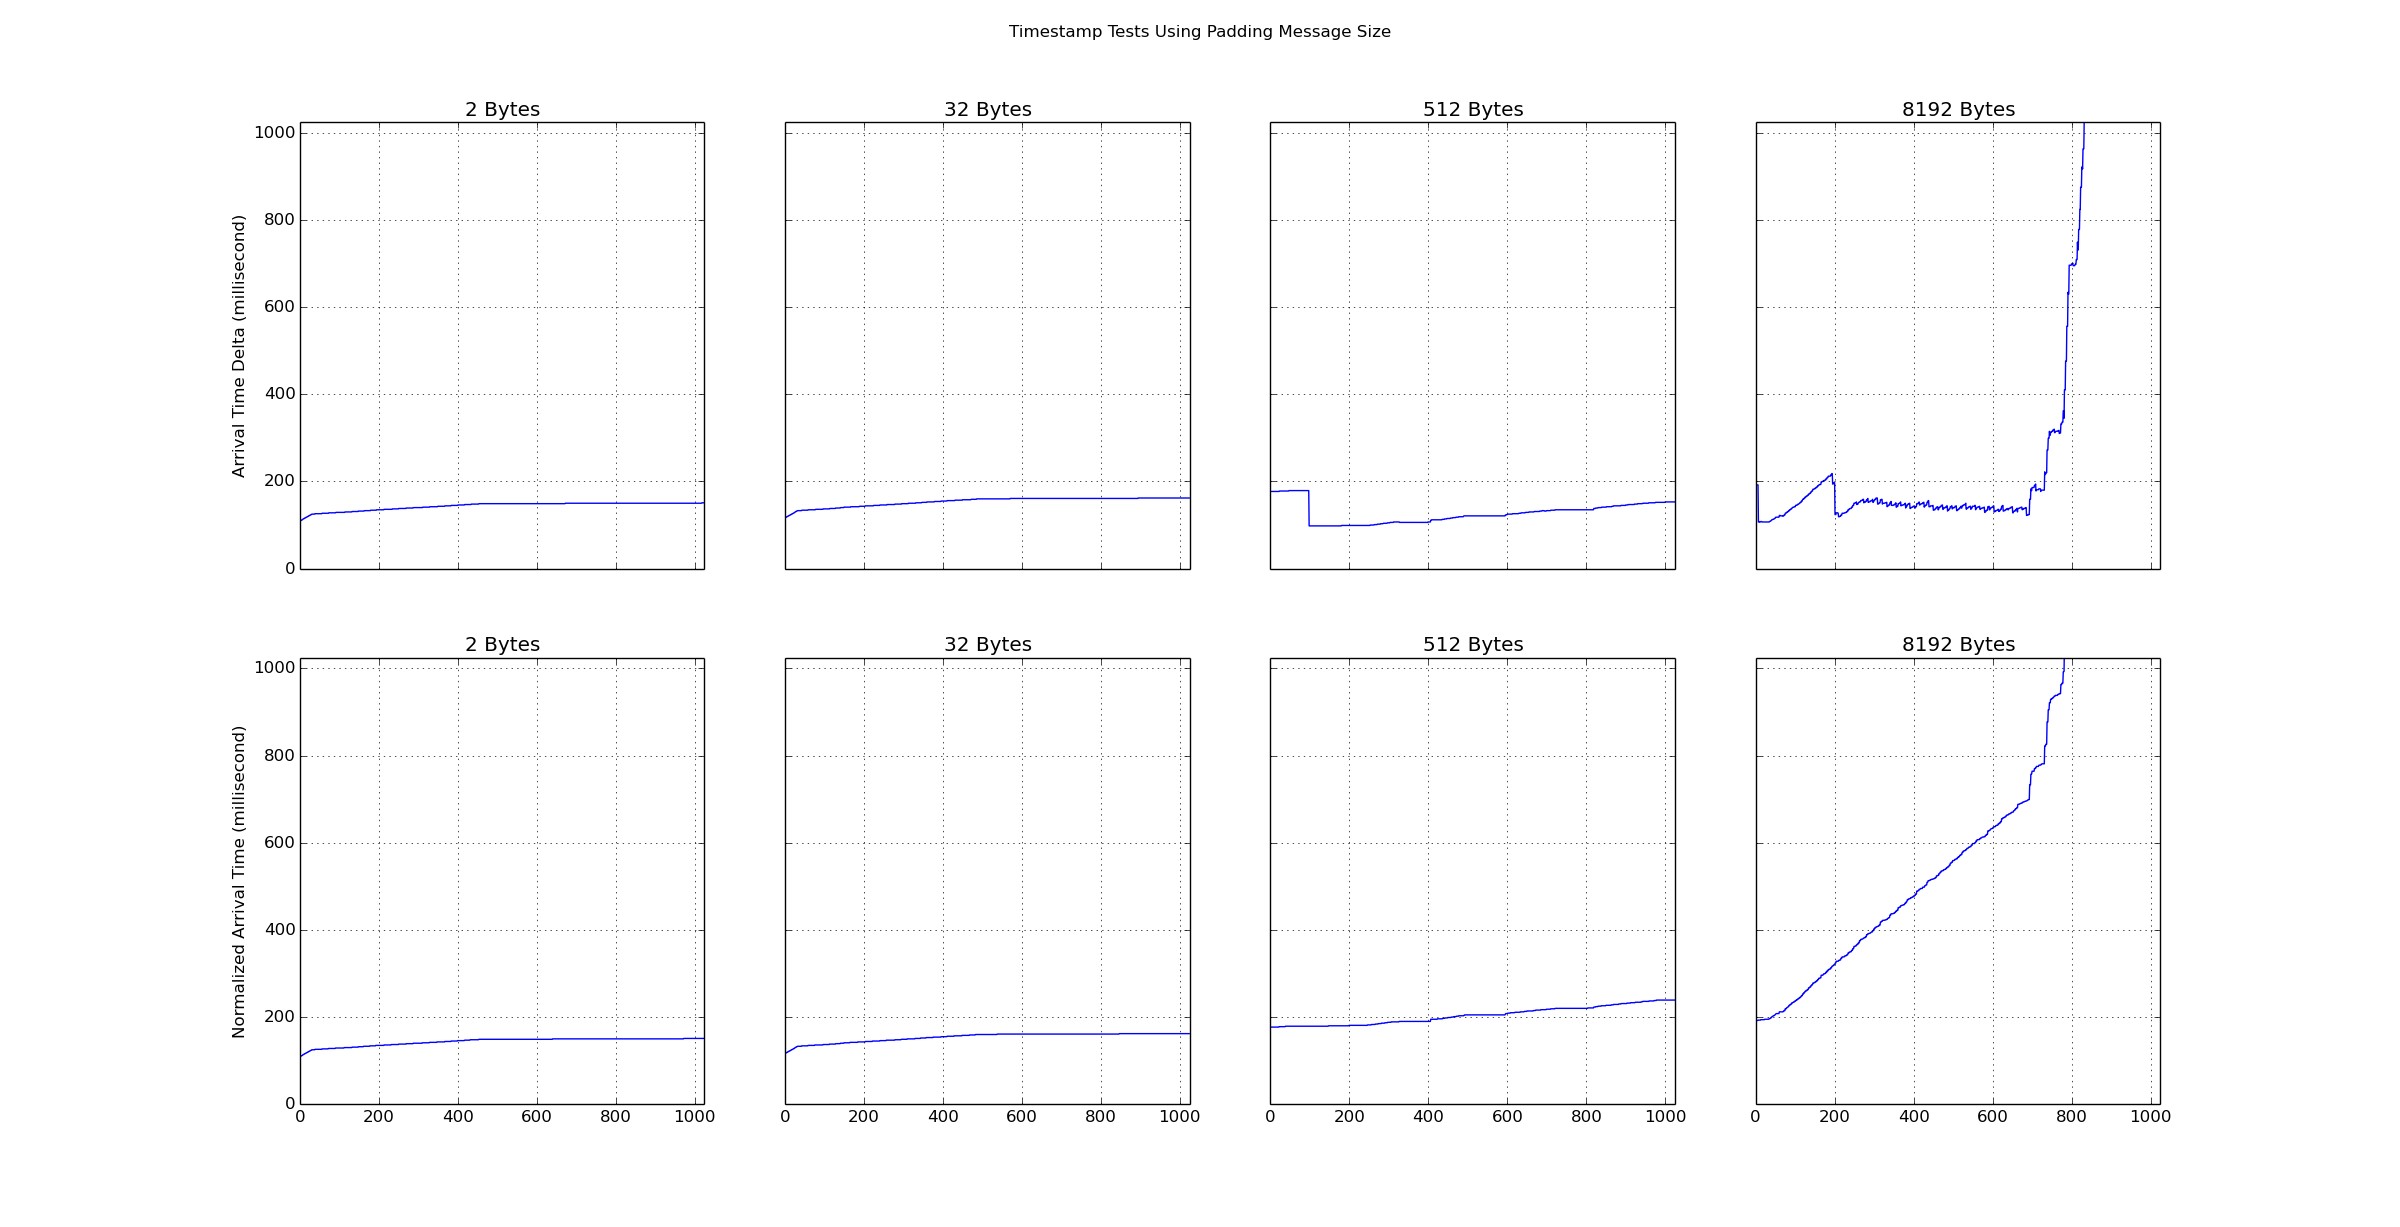 Timestamp Tests Using Padding Message Size
2 Bytes
32 Bytes
512 Bytes
8192 Bytes
Arrival Time Delta (millisecond)
1000
800
600
400
200
0
2 Bytes
32 Bytes
512 Bytes
8192 Bytes
Normalized Arrival Time (millisecond)
1000
800
600
400
200
0
0 200 400 600 800 1000
0 200 400 600 800 1000
0 200 400 600 800 1000
0 200 400 600 800 1000